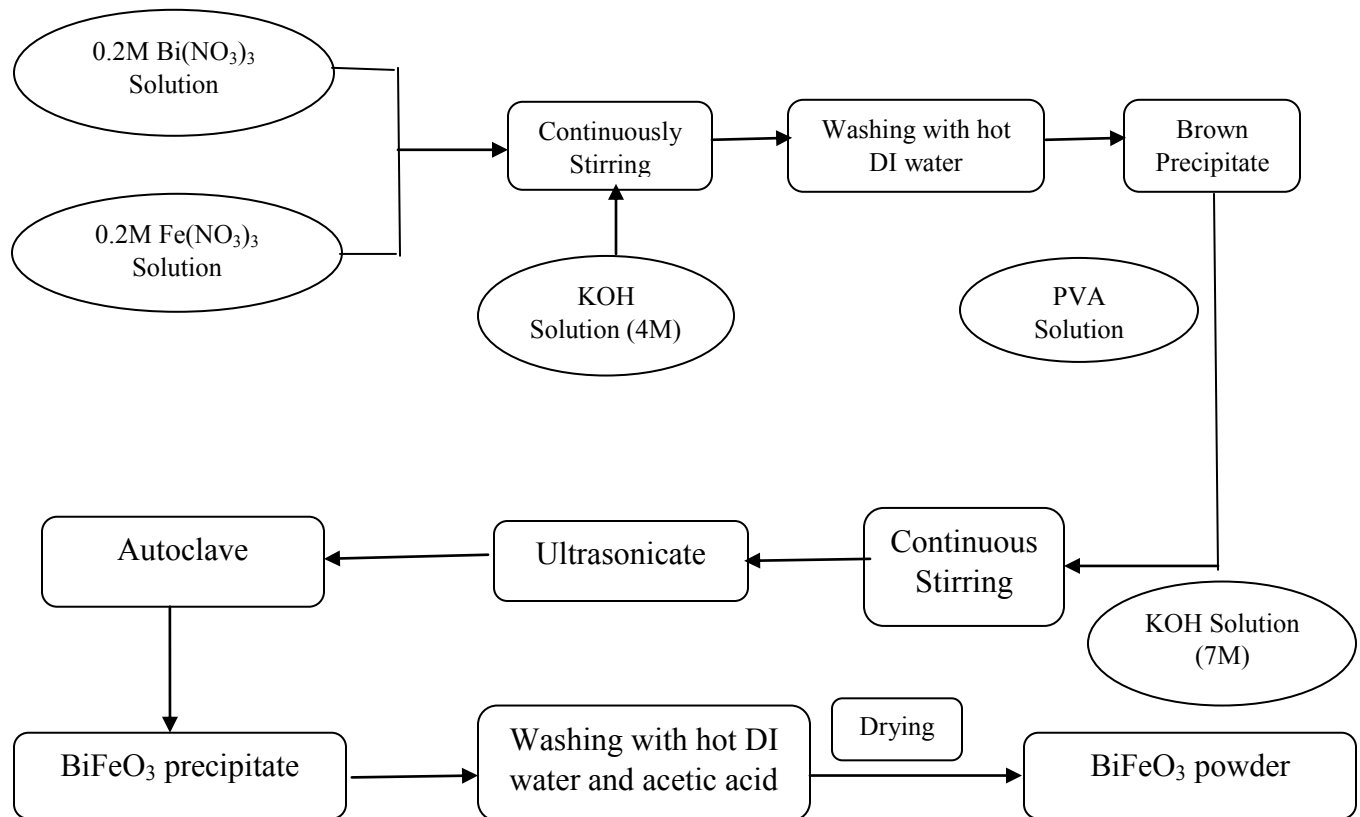 0.2M Bi(NO₃)₃
Solution
Continuously
Stirring
Washing with hot
DI water
Brown
Precipitate
0.2M Fe(NO₃)₃
Solution
KOH
Solution (4M)
PVA
Solution
Autoclave
Ultrasonicate
Continuous
Stirring
KOH Solution
(7M)
BiFeO₃ precipitate
Washing with hot DI
water and acetic acid
Drying
BiFeO₃ powder